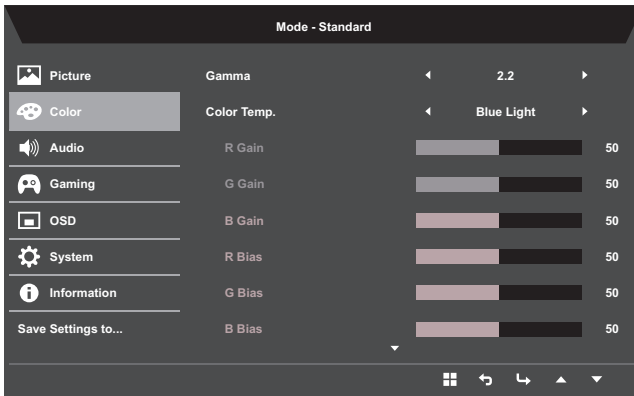 Mode - Standard
Picture
Gamma 2.2
Color
Color Temp. Blue Light
Audio
R Gain 50
Gaming
G Gain 50
OSD
B Gain 50
System
R Bias 50
Information
G Bias 50
Save Settings to...
B Bias 50